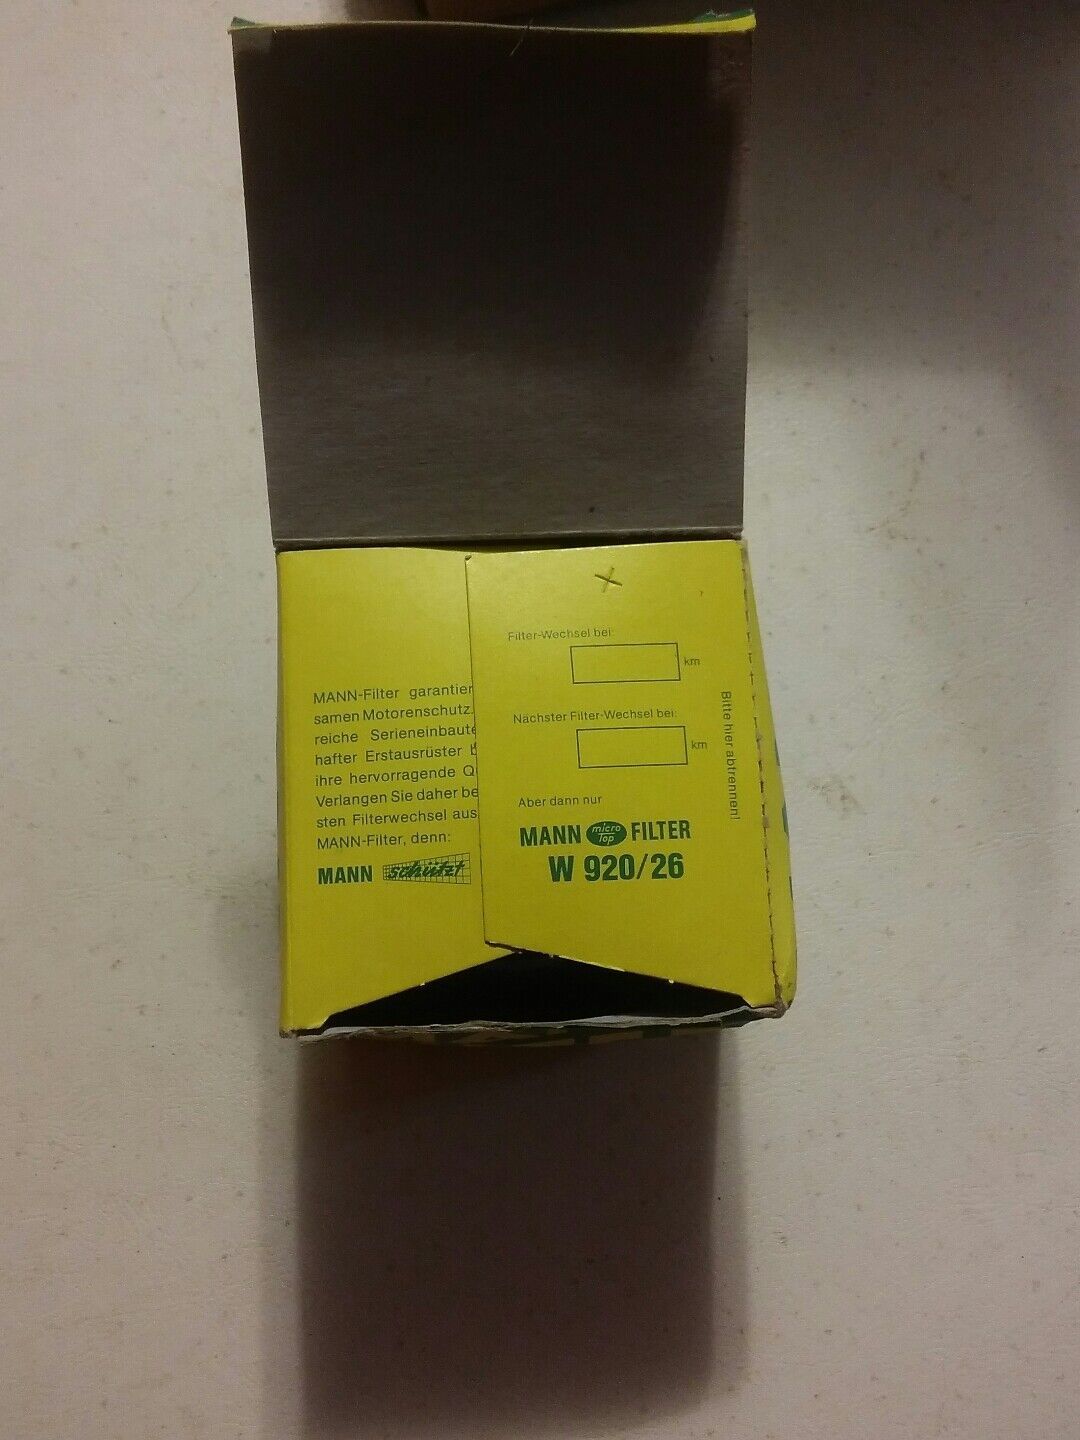 MANN-Filter garantier
samen Motorenschutz.
reiche Serieneinbaute
hafter Erstausrüster
ihre hervorragende Q
Verlangen Sie daher be
sten Filterwechsel aus
MANN-Filter, denn:
MANN schützt
Filter-Wechsel bei:
km
Nächster Filter-Wechsel bei:
km
Aber dann nur
MANN micro Top FILTER
W 920/26
Bitte hier abtrennen!